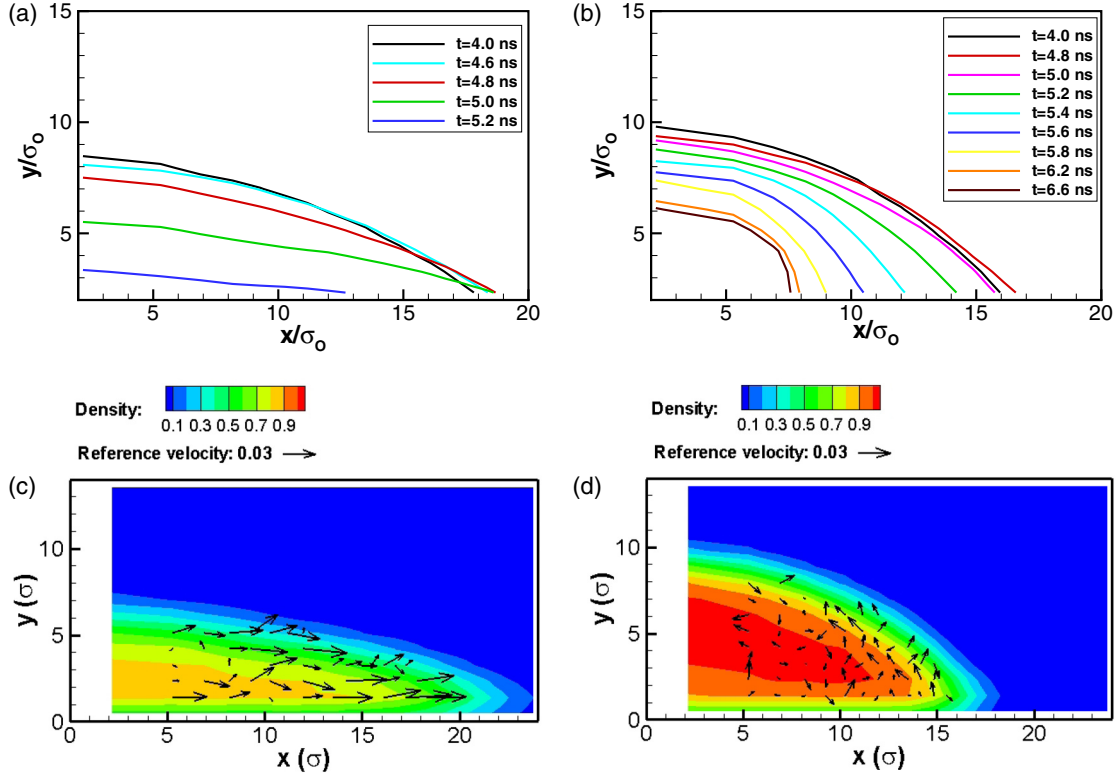 (a)
15
10
5
y/σo
5
10
15
20
x/σo
t=4.0 ns
t=4.6 ns
t=4.8 ns
t=5.0 ns
t=5.2 ns
(b)
15
10
5
y/σo
5
10
15
20
x/σo
t=4.0 ns
t=4.8 ns
t=5.0 ns
t=5.2 ns
t=5.4 ns
t=5.6 ns
t=5.8 ns
t=6.2 ns
t=6.6 ns
Density:
0.1 0.3 0.5 0.7 0.9
Reference velocity: 0.03
(c)
10
5
0
y (σ)
0 5 10 15 20
x (σ)
Density:
0.1 0.3 0.5 0.7 0.9
Reference velocity: 0.03
(d)
10
5
0
y (σ)
0 5 10 15 20
x (σ)